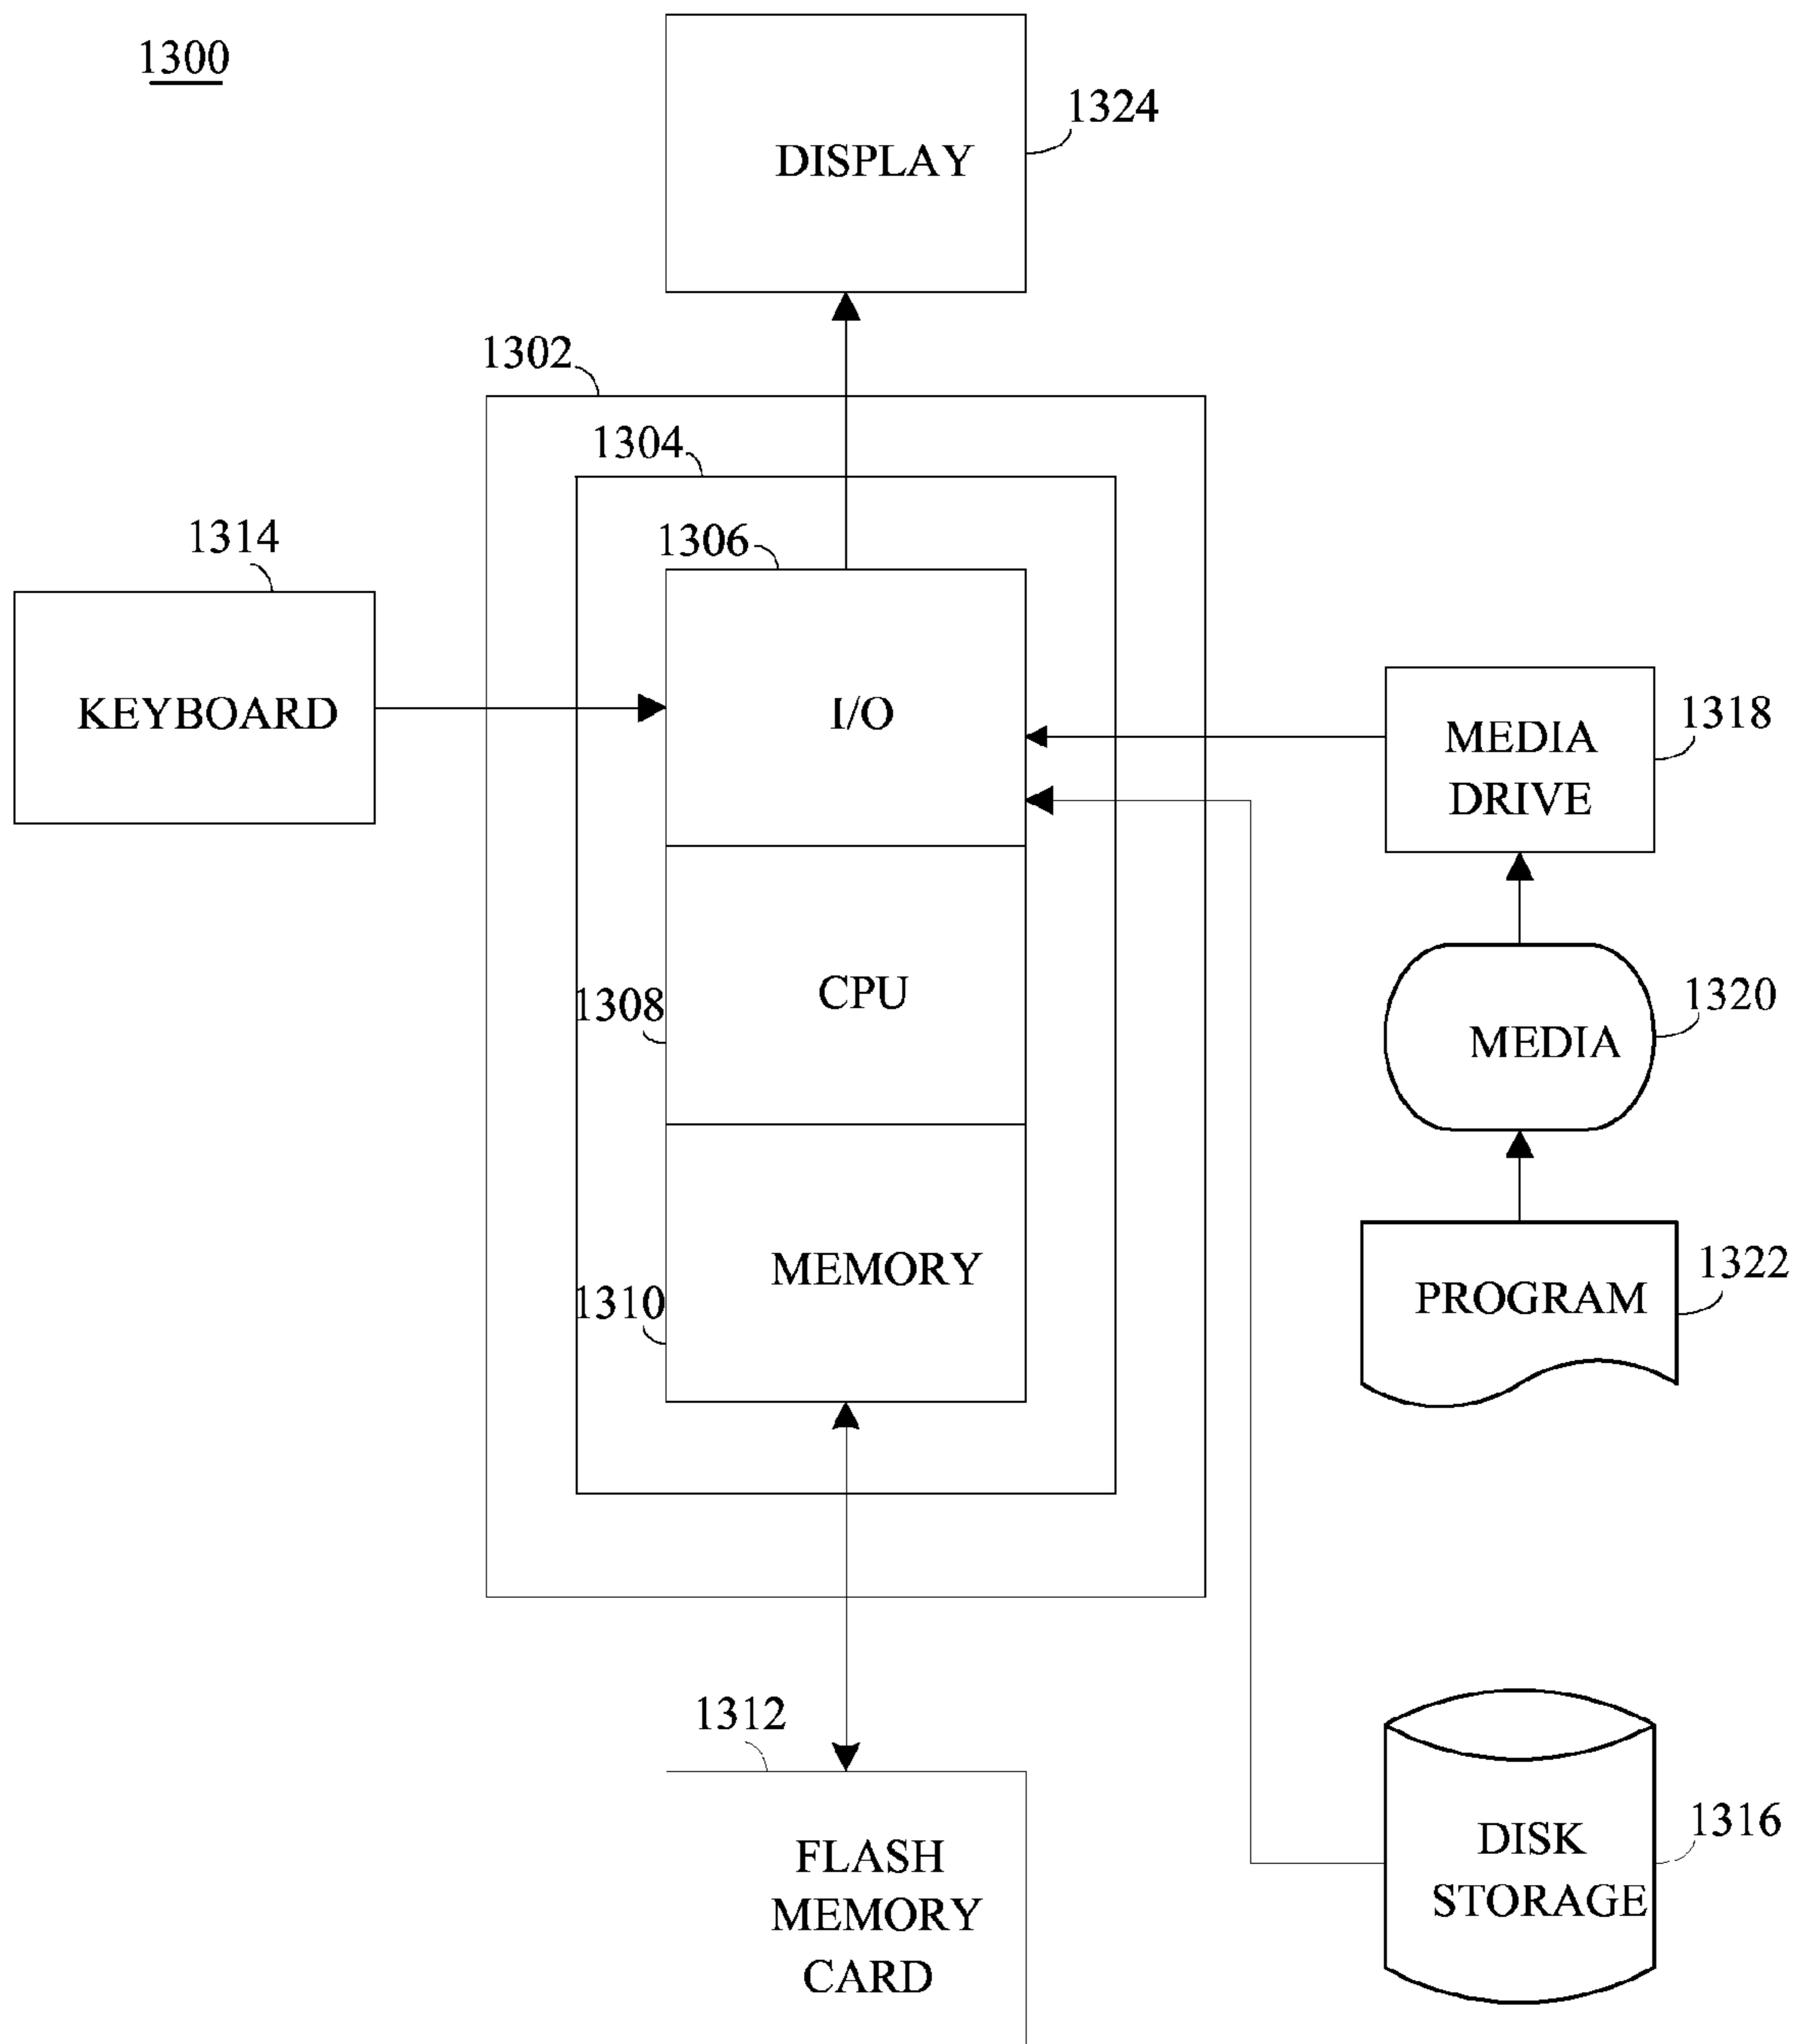 1300
1324
DISPLAY
1302
1304
1314
1306
KEYBOARD
I/O
1318
MEDIA
DRIVE
1308
CPU
1320
MEDIA
1310
MEMORY
1322
PROGRAM
1312
FLASH
MEMORY
CARD
1316
DISK
STORAGE